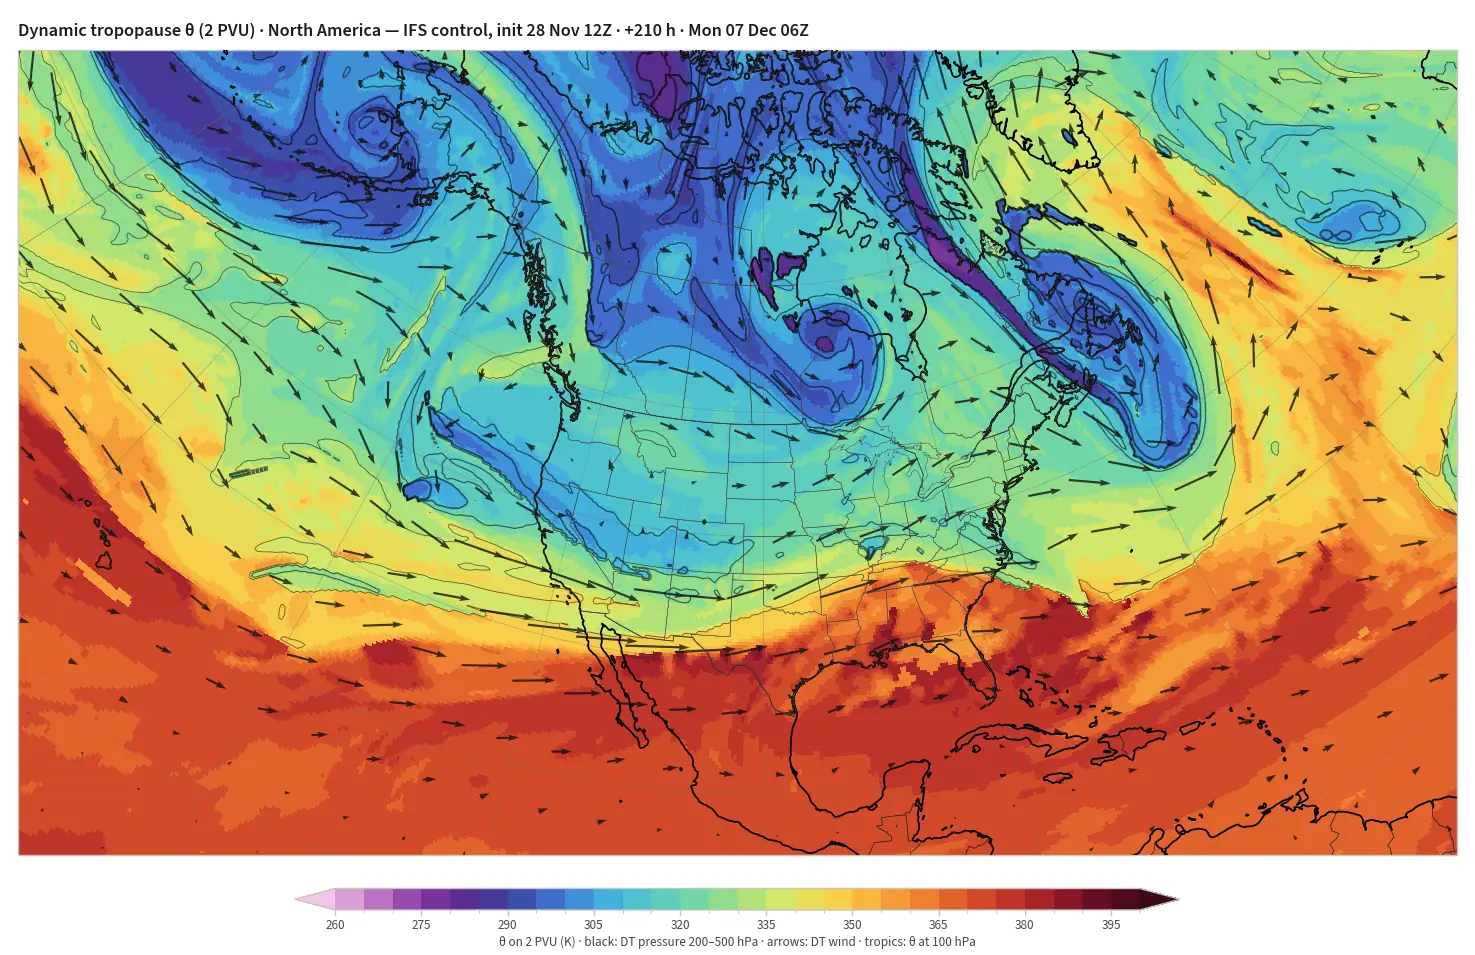 Dynamic tropopause θ (2 PVU) · North America — IFS control, init 28 Nov 12Z · +210 h · Mon 07 Dec 06Z
260 275 290 305 320 335 350 365 380 395
θ on 2 PVU (K) · black: DT pressure 200–500 hPa · arrows: DT wind · tropics: θ at 100 hPa